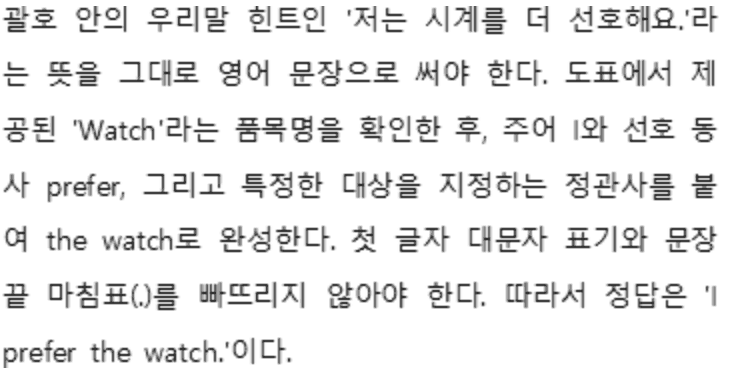 괄호 안의 우리말 힌트인 '저는 시계를 더 선호해요.'라
는 뜻을 그대로 영어 문장으로 써야 한다. 도표에서 제
공된 'Watch'라는 품목명을 확인한 후, 주어 I와 선호 동
사 prefer, 그리고 특정한 대상을 지정하는 정관사를 붙
여 the watch로 완성한다. 첫 글자 대문자 표기와 문장
끝 마침표(.)를 빠뜨리지 않아야 한다. 따라서 정답은 'I
prefer the watch.'이다.